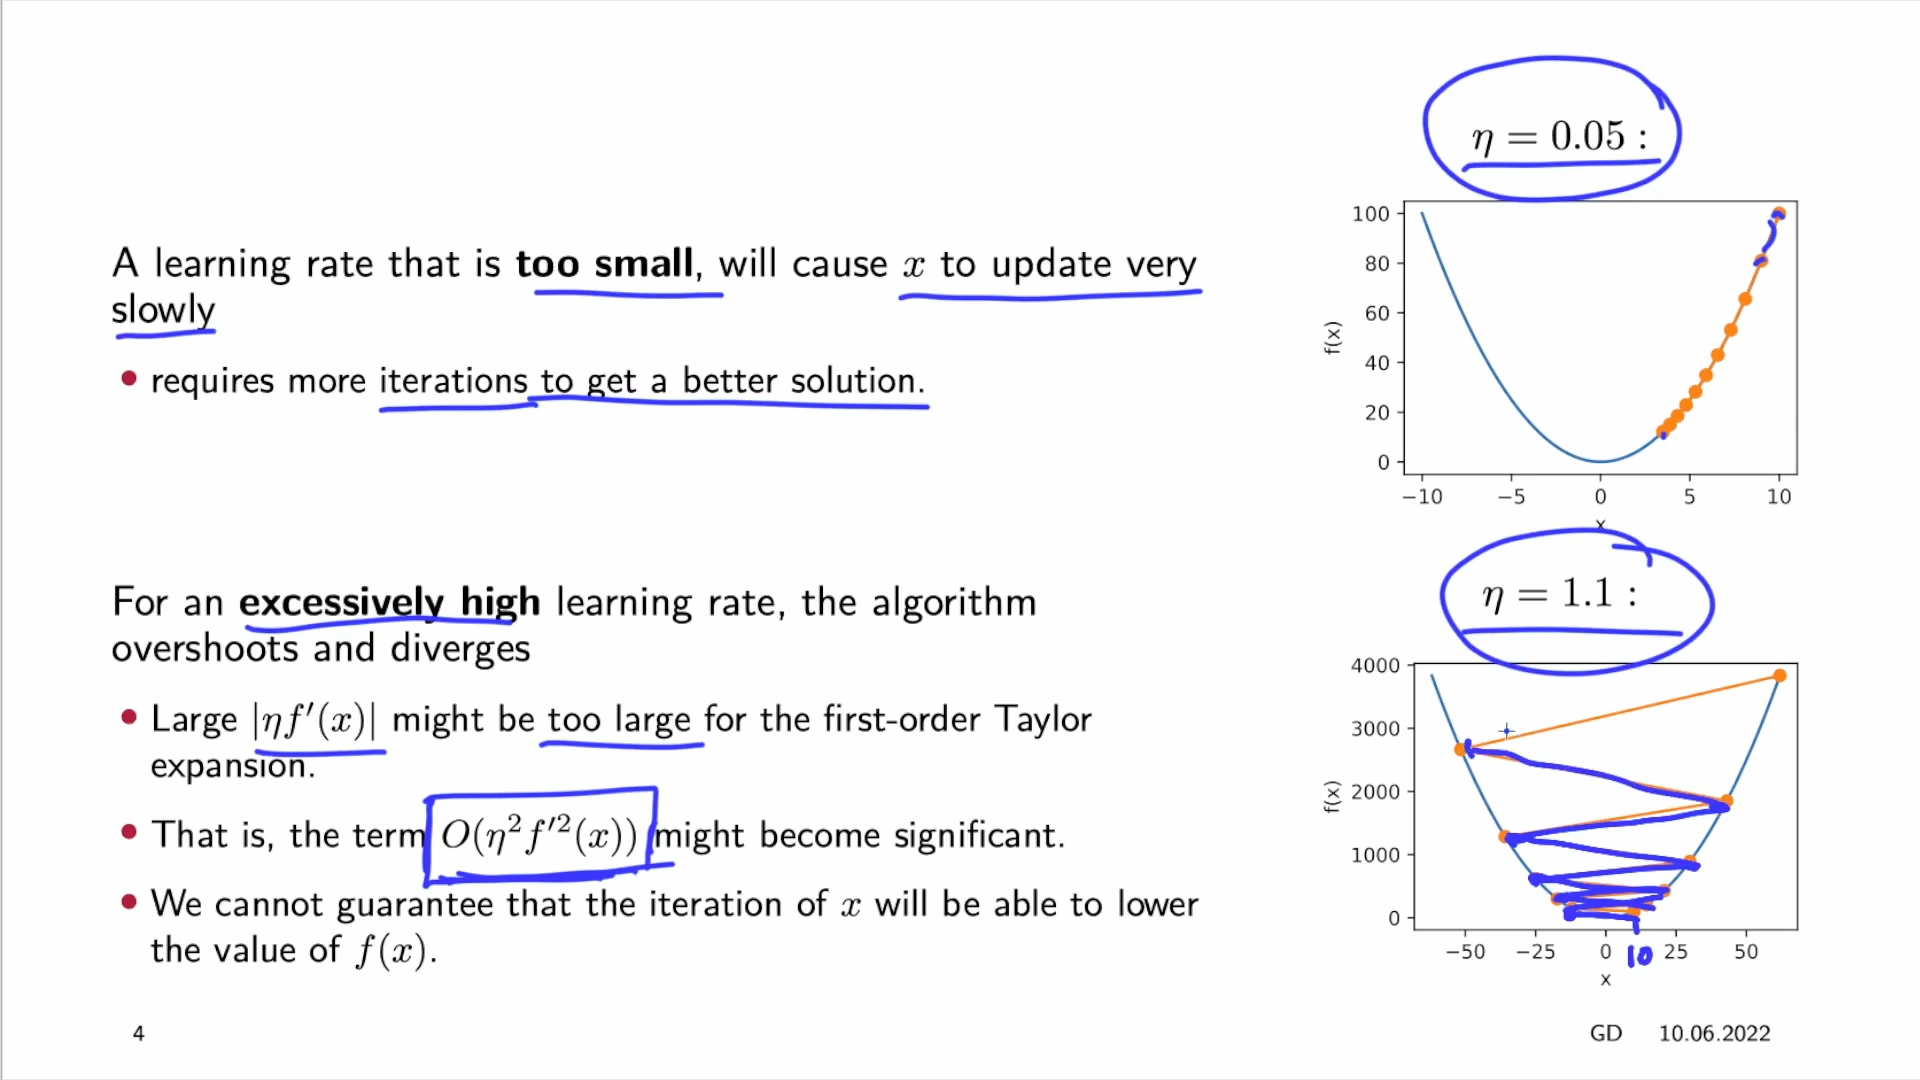 A learning rate that is too small, will cause x to update very
slowly
• requires more iterations to get a better solution.
For an excessively high learning rate, the algorithm
overshoots and diverges
• Large |ηf′(x)| might be too large for the first-order Taylor
expansion.
• That is, the term O(η²f′²(x)) might become significant.
• We cannot guarantee that the iteration of x will be able to lower
the value of f(x).
η = 0.05 :
100
80
60
40
20
0
f(x)
−10 −5 0 5 10
x
η = 1.1 :
4000
3000
2000
1000
0
f(x)
−50 −25 0 10 25 50
x
4
GD 10.06.2022